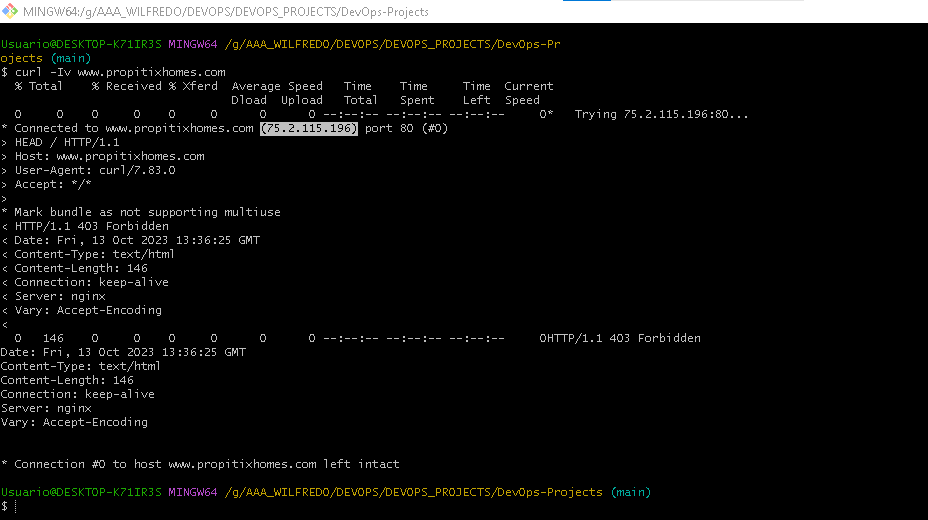 MINGW64:/g/AAA_WILFREDO/DEVOPS/DEVOPS_PROJECTS/DevOps-Projects
Usuario@DESKTOP-K71IR3S MINGW64 /g/AAA_WILFREDO/DEVOPS/DEVOPS_PROJECTS/DevOps-Pr
ojects (main)
$ curl -Iv www.propitixhomes.com
  % Total    % Received % Xferd  Average Speed   Time    Time     Time  Current
                                 Dload  Upload   Total   Spent    Left  Speed
  0     0    0     0    0     0      0      0 --:--:-- --:--:-- --:--:--     0*   Trying 75.2.115.196:80...
* Connected to www.propitixhomes.com (75.2.115.196) port 80 (#0)
> HEAD / HTTP/1.1
> Host: www.propitixhomes.com
> User-Agent: curl/7.83.0
> Accept: */*
>
* Mark bundle as not supporting multiuse
< HTTP/1.1 403 Forbidden
< Date: Fri, 13 Oct 2023 13:36:25 GMT
< Content-Type: text/html
< Content-Length: 146
< Connection: keep-alive
< Server: nginx
< Vary: Accept-Encoding
<
  0   146    0     0    0     0      0      0 --:--:-- --:--:-- --:--:--     0HTTP/1.1 403 Forbidden
Date: Fri, 13 Oct 2023 13:36:25 GMT
Content-Type: text/html
Content-Length: 146
Connection: keep-alive
Server: nginx
Vary: Accept-Encoding
* Connection #0 to host www.propitixhomes.com left intact
Usuario@DESKTOP-K71IR3S MINGW64 /g/AAA_WILFREDO/DEVOPS/DEVOPS_PROJECTS/DevOps-Projects (main)
$